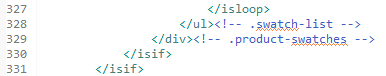 327 </isloop>
328 </ul><!-- .swatch-list -->
329 </div><!-- .product-swatches -->
330 </isif>
331 </isif>